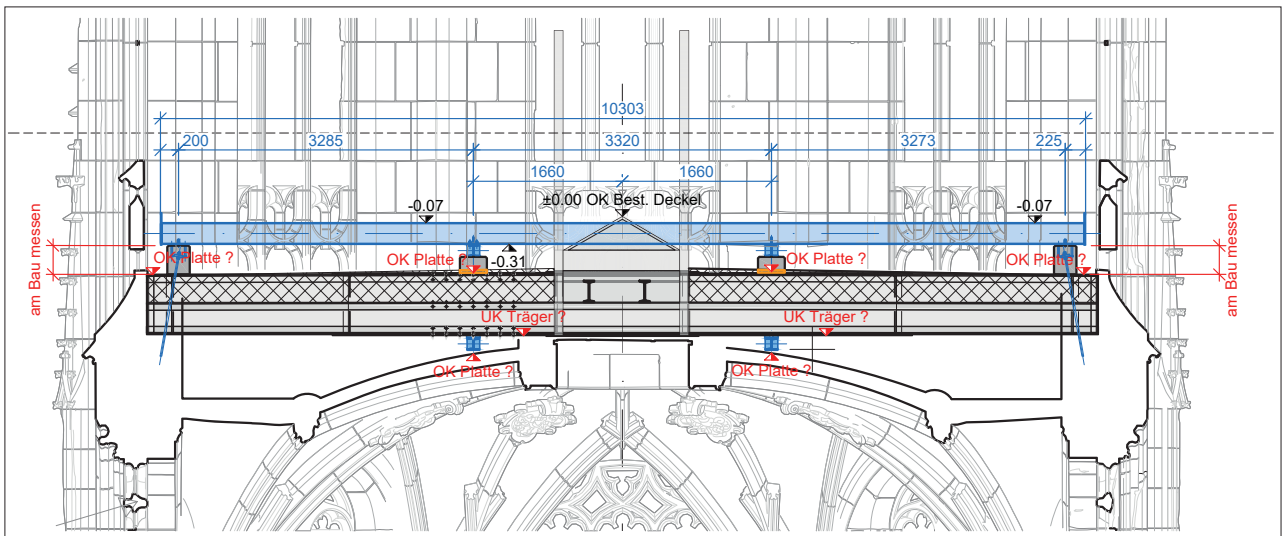 10303
200 3285 3320 3273 225
1660 1660
±0.00 OK Best. Deckel
-0.07 -0.07
am Bau messen
OK Platte ? OK Platte ? -0.31 OK Platte ? OK Platte ?
am Bau messen
UK Träger ? UK Träger ?
OK Platte ? OK Platte ?